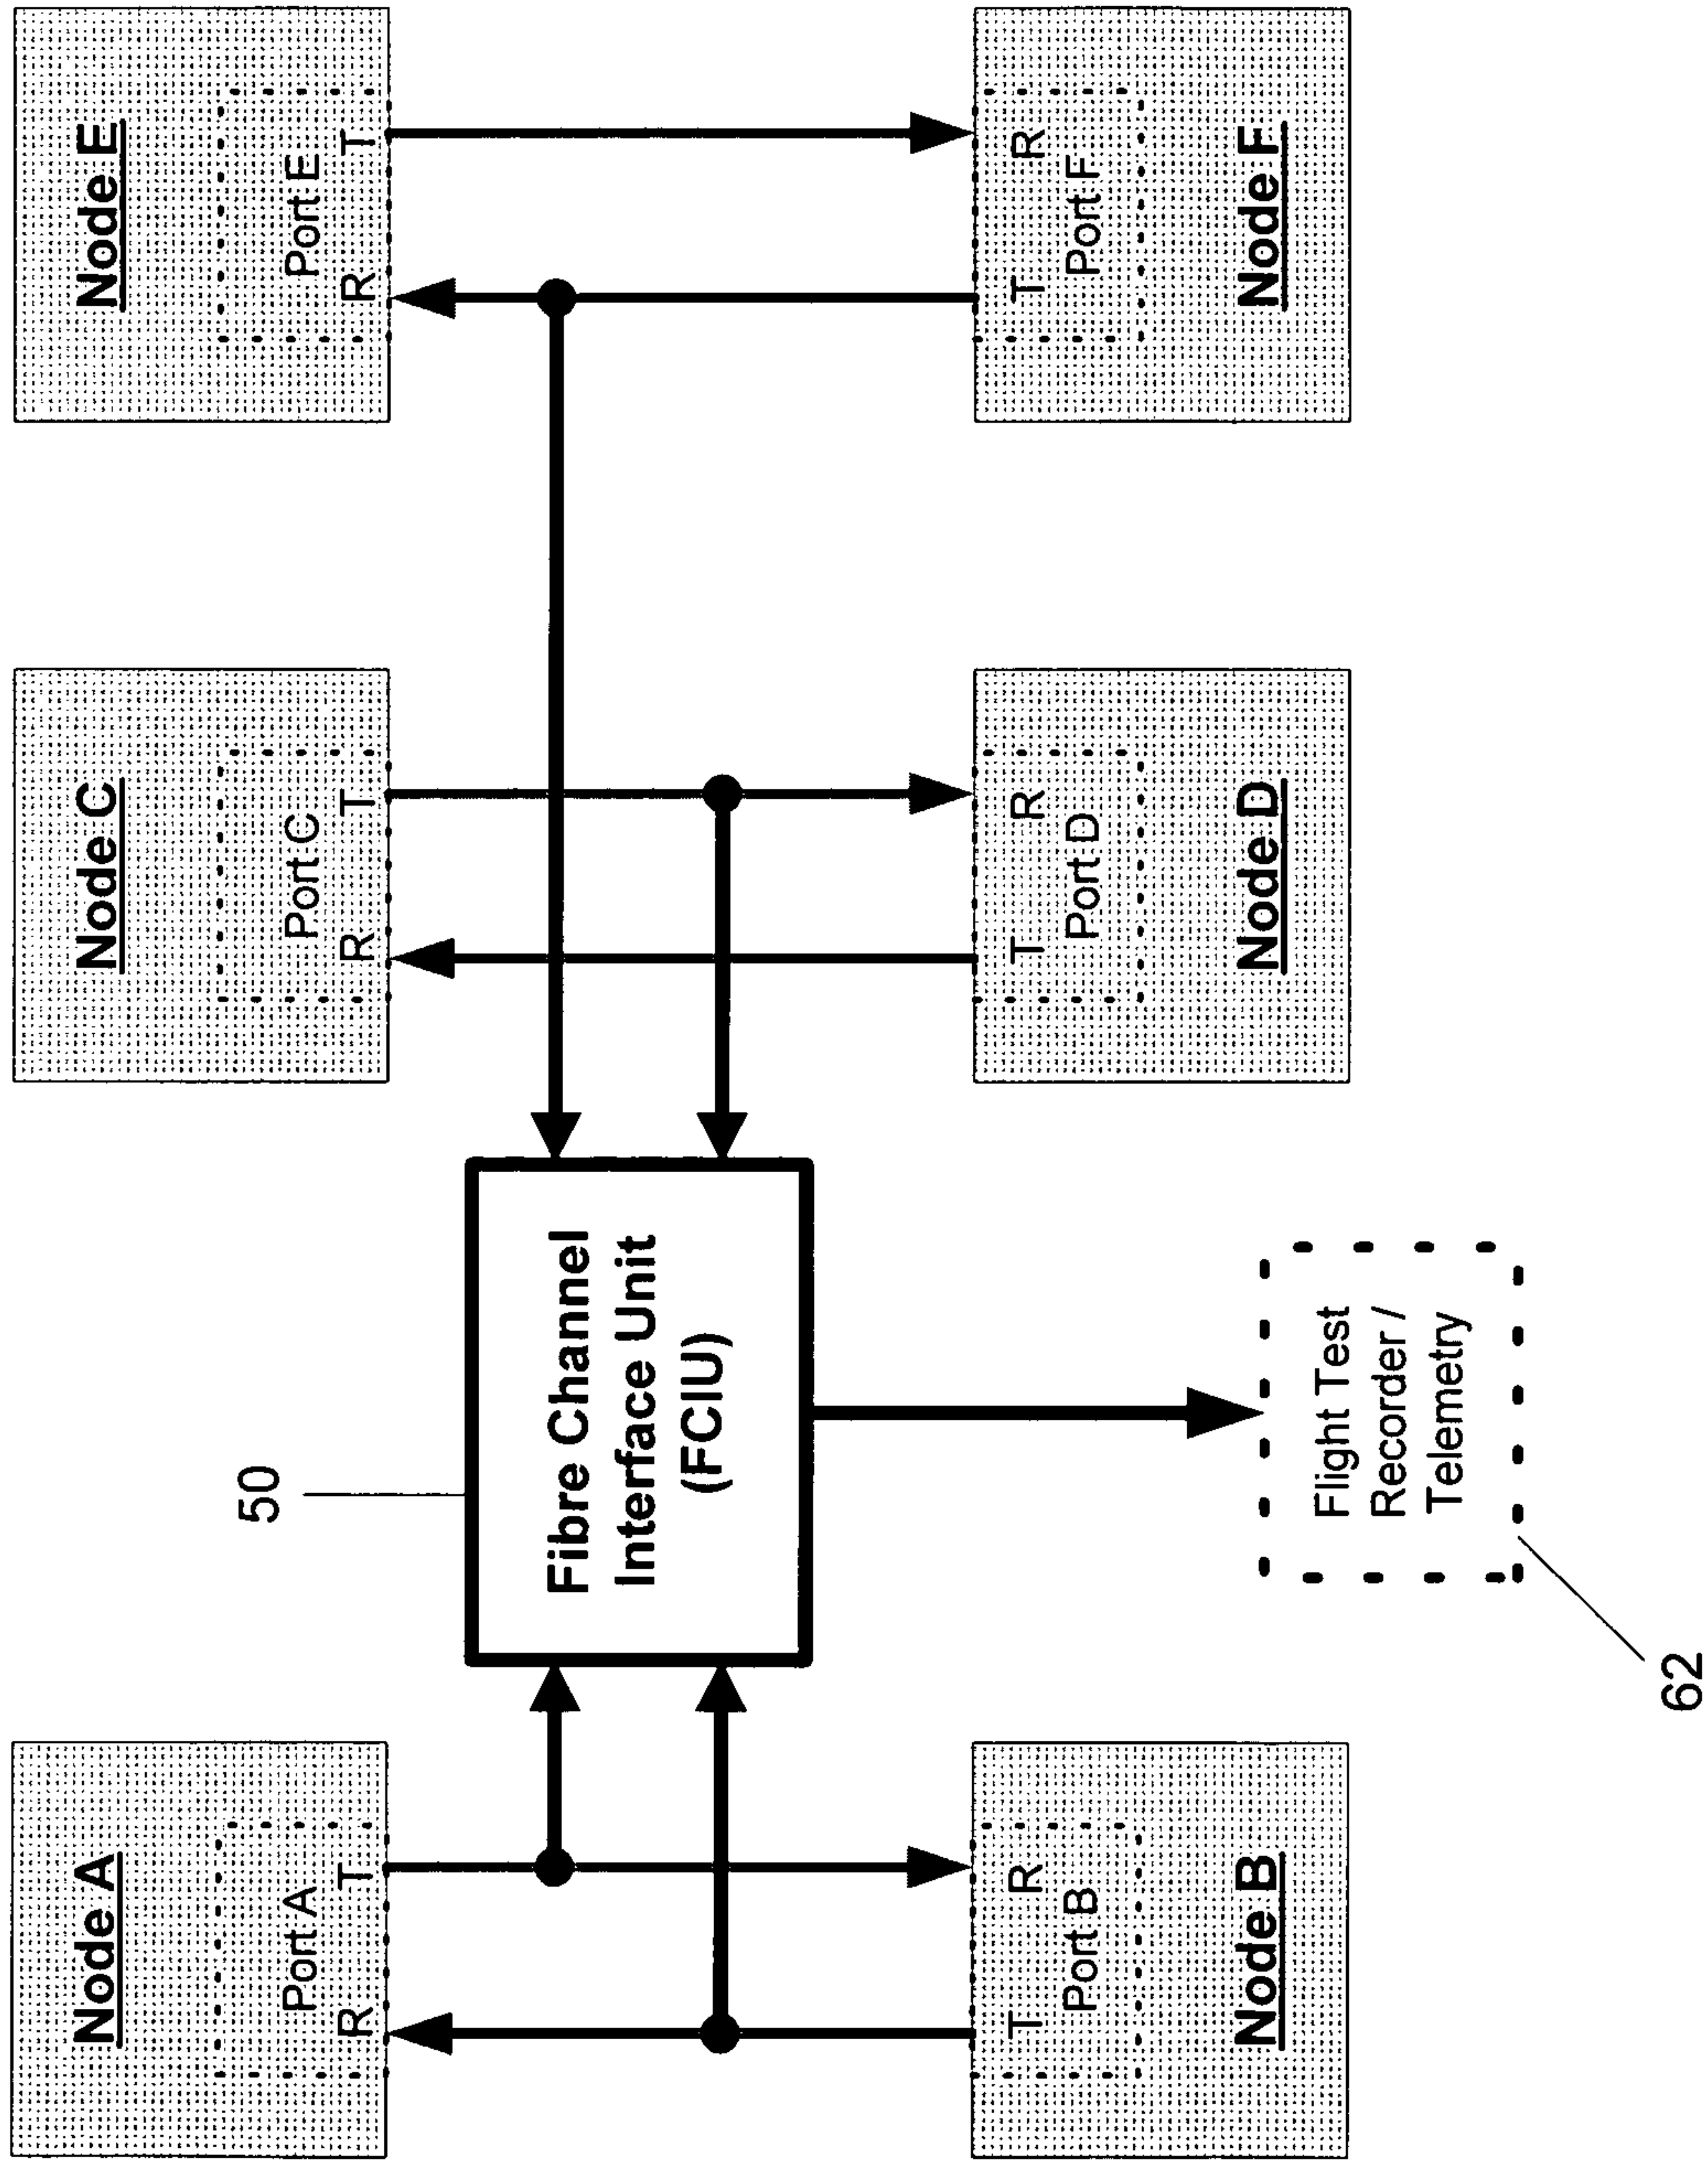 Node A
Port A
R T
Node C
Port C
R T
Node E
Port E
R T
50
Fibre Channel
Interface Unit
(FCIU)
T R
Port B
Node B
T R
Port D
Node D
T R
Port F
Node F
Flight Test
Recorder /
Telemetry
62